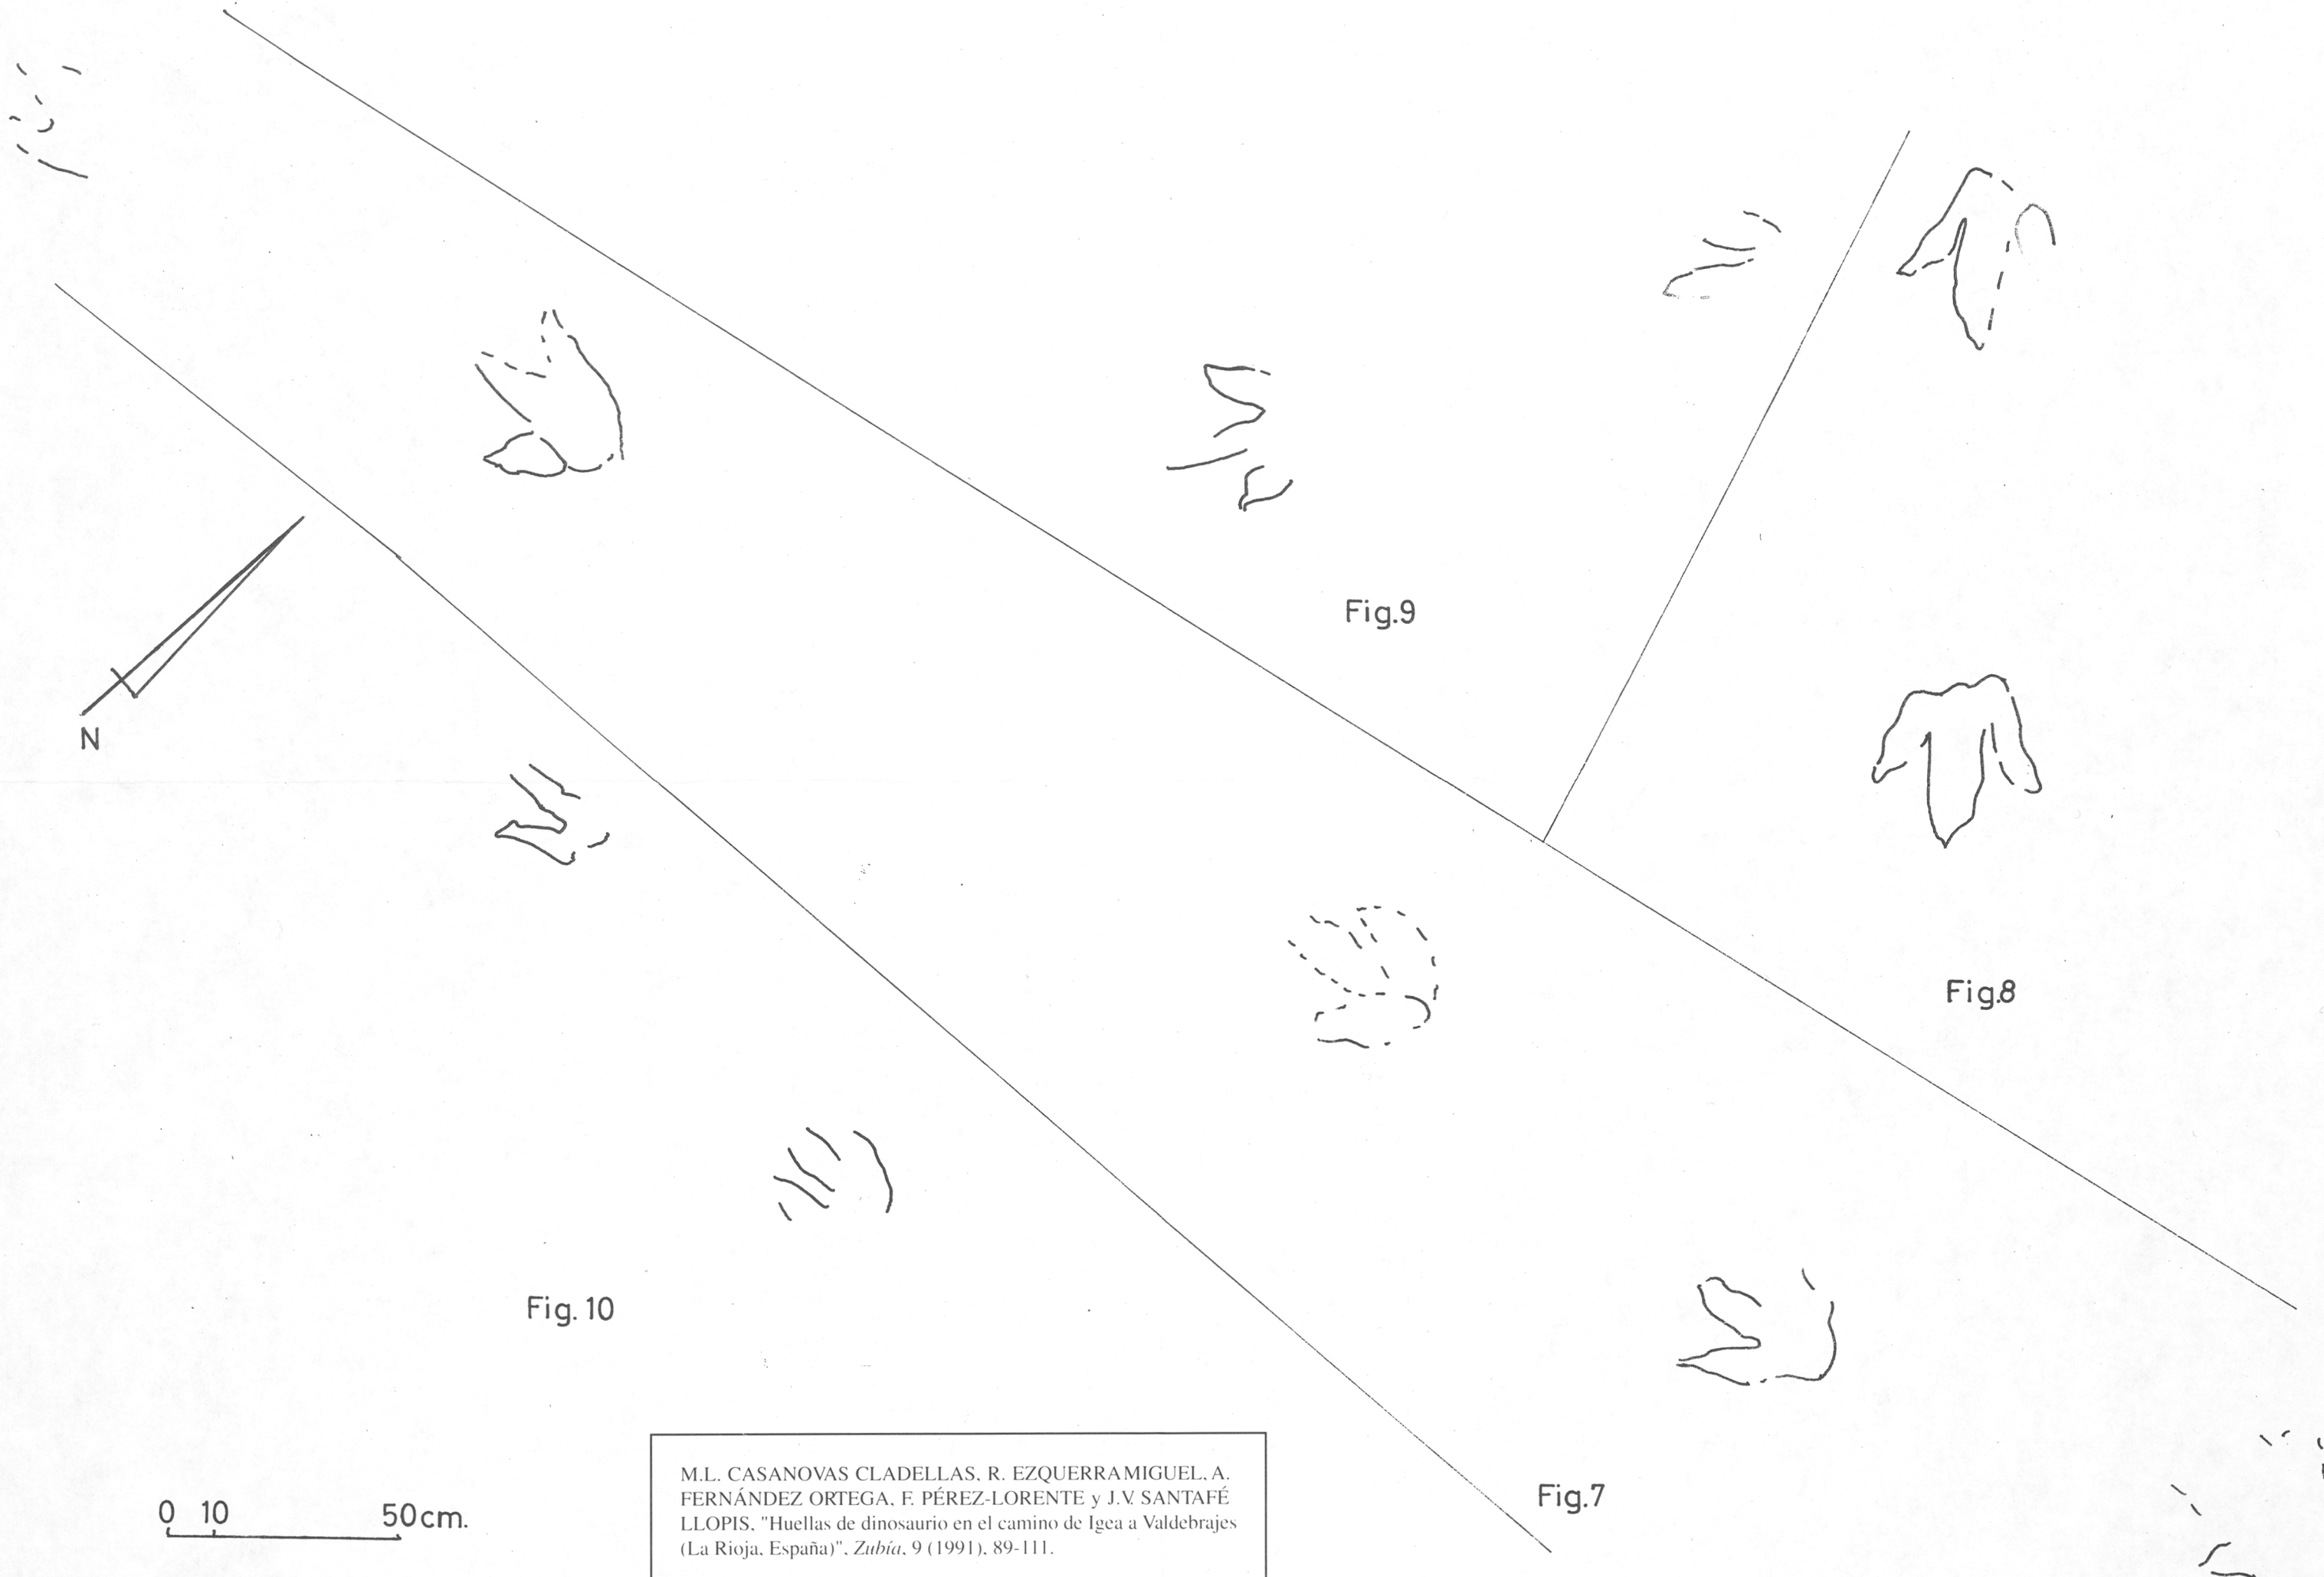 Fig.9
N
Fig.8
Fig. 10
Fig.7
0 10 50cm.
M.L. CASANOVAS CLADELLAS, R. EZQUERRA MIGUEL, A.
FERNÁNDEZ ORTEGA, F. PÉREZ-LORENTE y J.V. SANTAFÉ
LLOPIS, "Huellas de dinosaurio en el camino de Igea a Valdebrajes
(La Rioja, España)", Zubía, 9 (1991), 89-111.